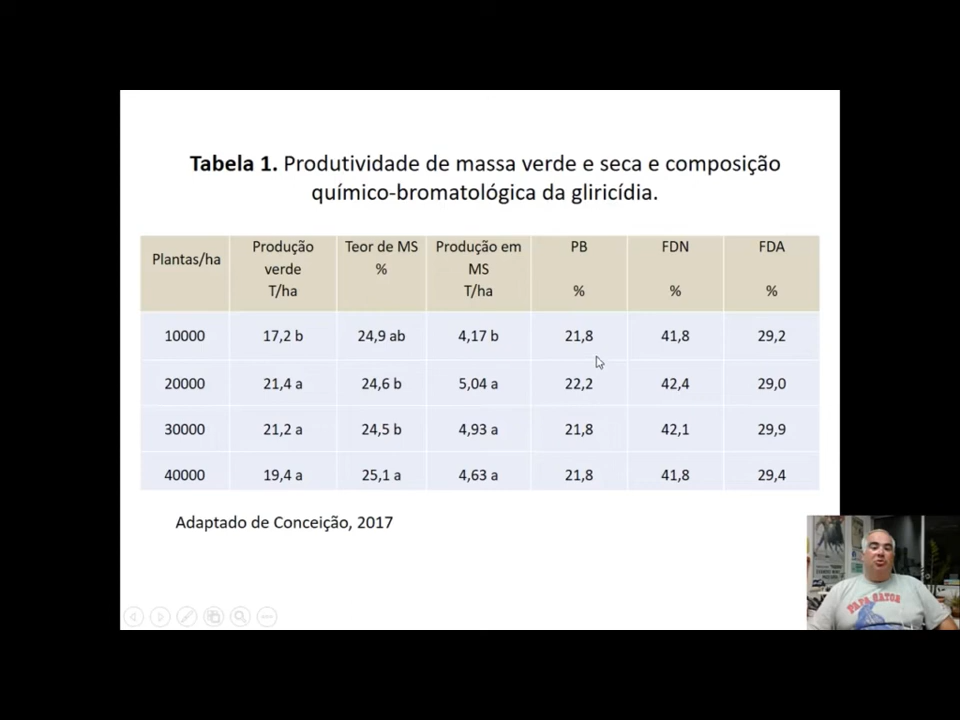 Tabela 1. Produtividade de massa verde e seca e composição
químico-bromatológica da gliricídia.
Plantas/ha Produção verde T/ha Teor de MS % Produção em MS T/ha PB % FDN % FDA %
10000 17,2 b 24,9 ab 4,17 b 21,8 41,8 29,2
20000 21,4 a 24,6 b 5,04 a 22,2 42,4 29,0
30000 21,2 a 24,5 b 4,93 a 21,8 42,1 29,9
40000 19,4 a 25,1 a 4,63 a 21,8 41,8 29,4
Adaptado de Conceição, 2017
PAPA GATOR